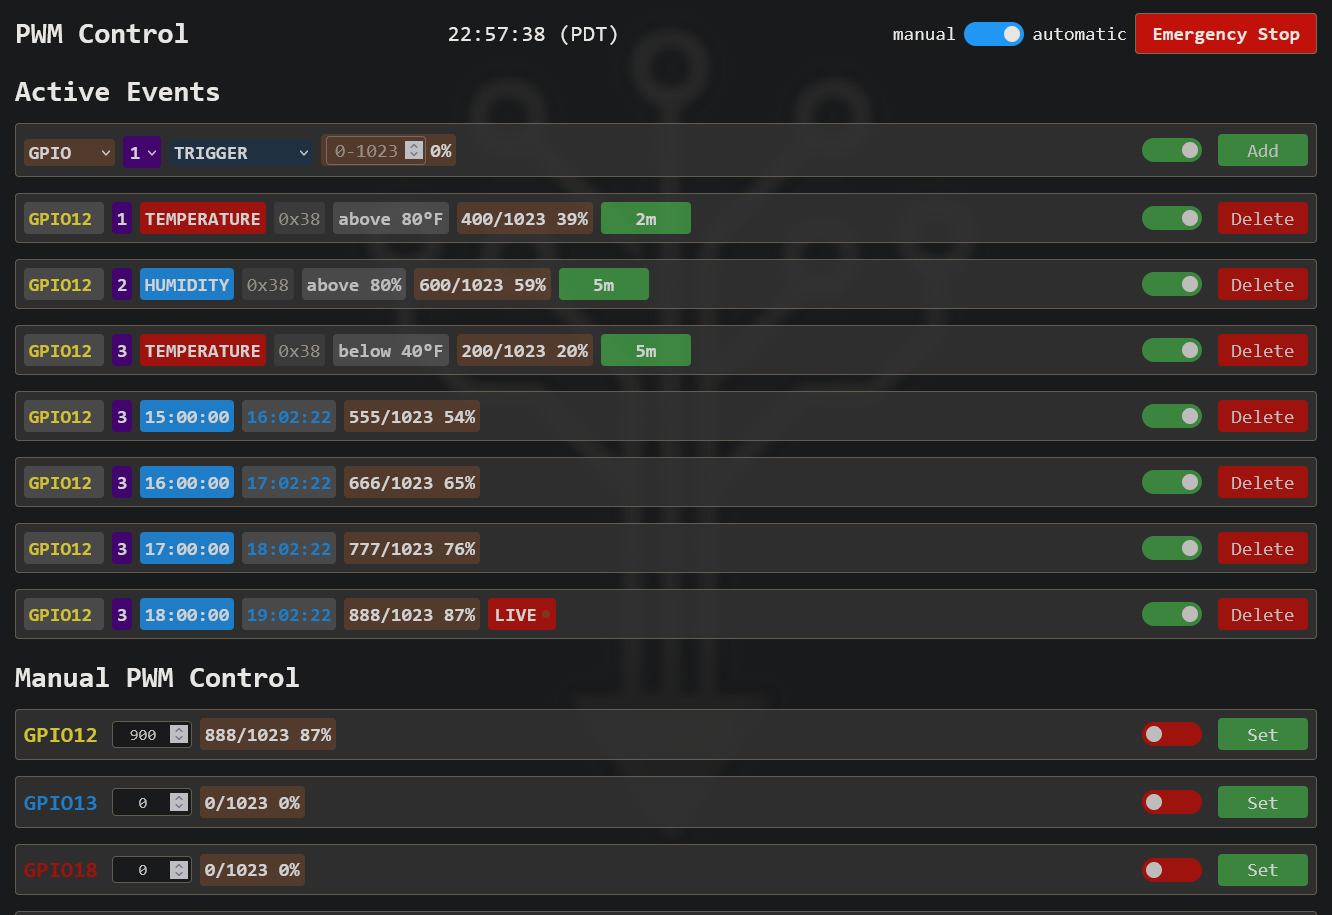 PWM Control 22:57:38 (PDT) manual automatic Emergency Stop
Active Events
GPIO 1 TRIGGER 0-1023 0% Add
GPIO12 1 TEMPERATURE 0x38 above 80°F 400/1023 39% 2m Delete
GPIO12 2 HUMIDITY 0x38 above 80% 600/1023 59% 5m Delete
GPIO12 3 TEMPERATURE 0x38 below 40°F 200/1023 20% 5m Delete
GPIO12 3 15:00:00 16:02:22 555/1023 54% Delete
GPIO12 3 16:00:00 17:02:22 666/1023 65% Delete
GPIO12 3 17:00:00 18:02:22 777/1023 76% Delete
GPIO12 3 18:00:00 19:02:22 888/1023 87% LIVE Delete
Manual PWM Control
GPIO12 900 888/1023 87% Set
GPIO13 0 0/1023 0% Set
GPIO18 0 0/1023 0% Set